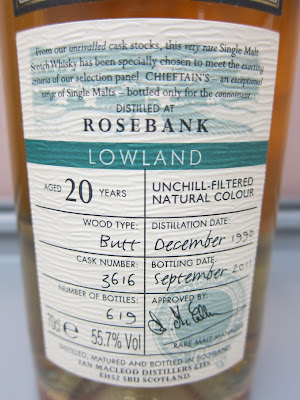 From our unrivalled cask stocks, this very rare Single Malt
Scotch Whisky has been specially chosen to meet the exacting
criteria of our selection panel. CHIEFTAIN'S – an exceptional
range of Single Malts – bottled only for the connoisseur.
DISTILLED AT
ROSEBANK
LOWLAND
AGED 20 YEARS
UNCHILL-FILTERED
NATURAL COLOUR
WOOD TYPE:
Butt
DISTILLATION DATE:
December 1990
CASK NUMBER:
3616
BOTTLING DATE:
September 2011
NUMBER OF BOTTLES:
619
APPROVED BY:
70cl e 55.7% Vol
RARE MALT MANAGER
DISTILLED, MATURED AND BOTTLED IN SCOTLAND
IAN MACLEOD DISTILLERS LTD.
EH52 5BU SCOTLAND